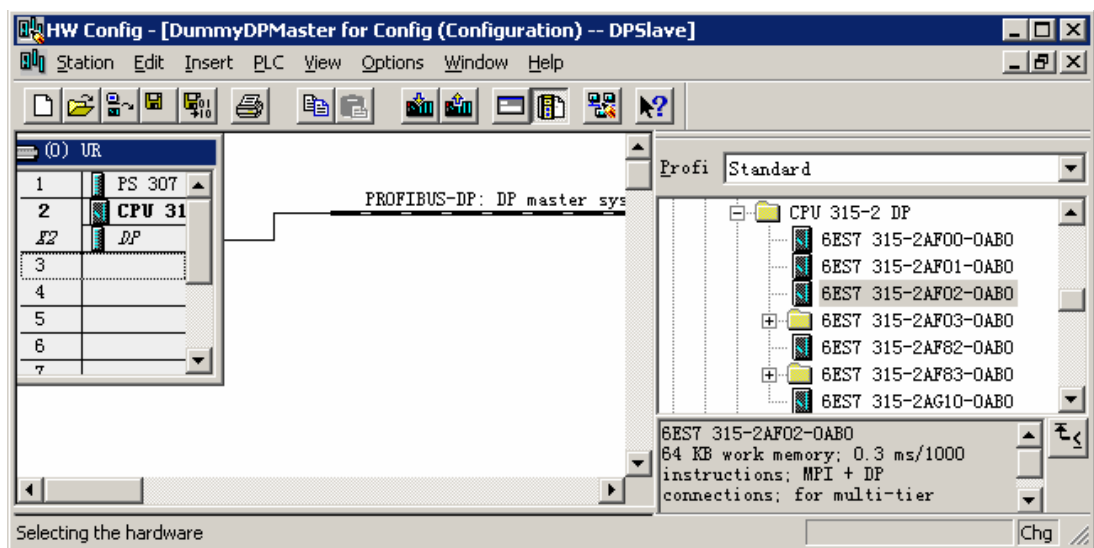 HW Config - [DummyDPMaster for Config (Configuration) -- DPSlave]
Station Edit Insert PLC View Options Window Help
(0) UR
1 PS 307
2 CPU 31
X2 DP
3
4
5
6
7
PROFIBUS-DP: DP master sys
Profi Standard
CPU 315-2 DP
6ES7 315-2AF00-0AB0
6ES7 315-2AF01-0AB0
6ES7 315-2AF02-0AB0
6ES7 315-2AF03-0AB0
6ES7 315-2AF82-0AB0
6ES7 315-2AF83-0AB0
6ES7 315-2AG10-0AB0
6ES7 315-2AF02-0AB0
64 KB work memory; 0.3 ms/1000
instructions; MPI + DP
connections; for multi-tier
Selecting the hardware
Chg